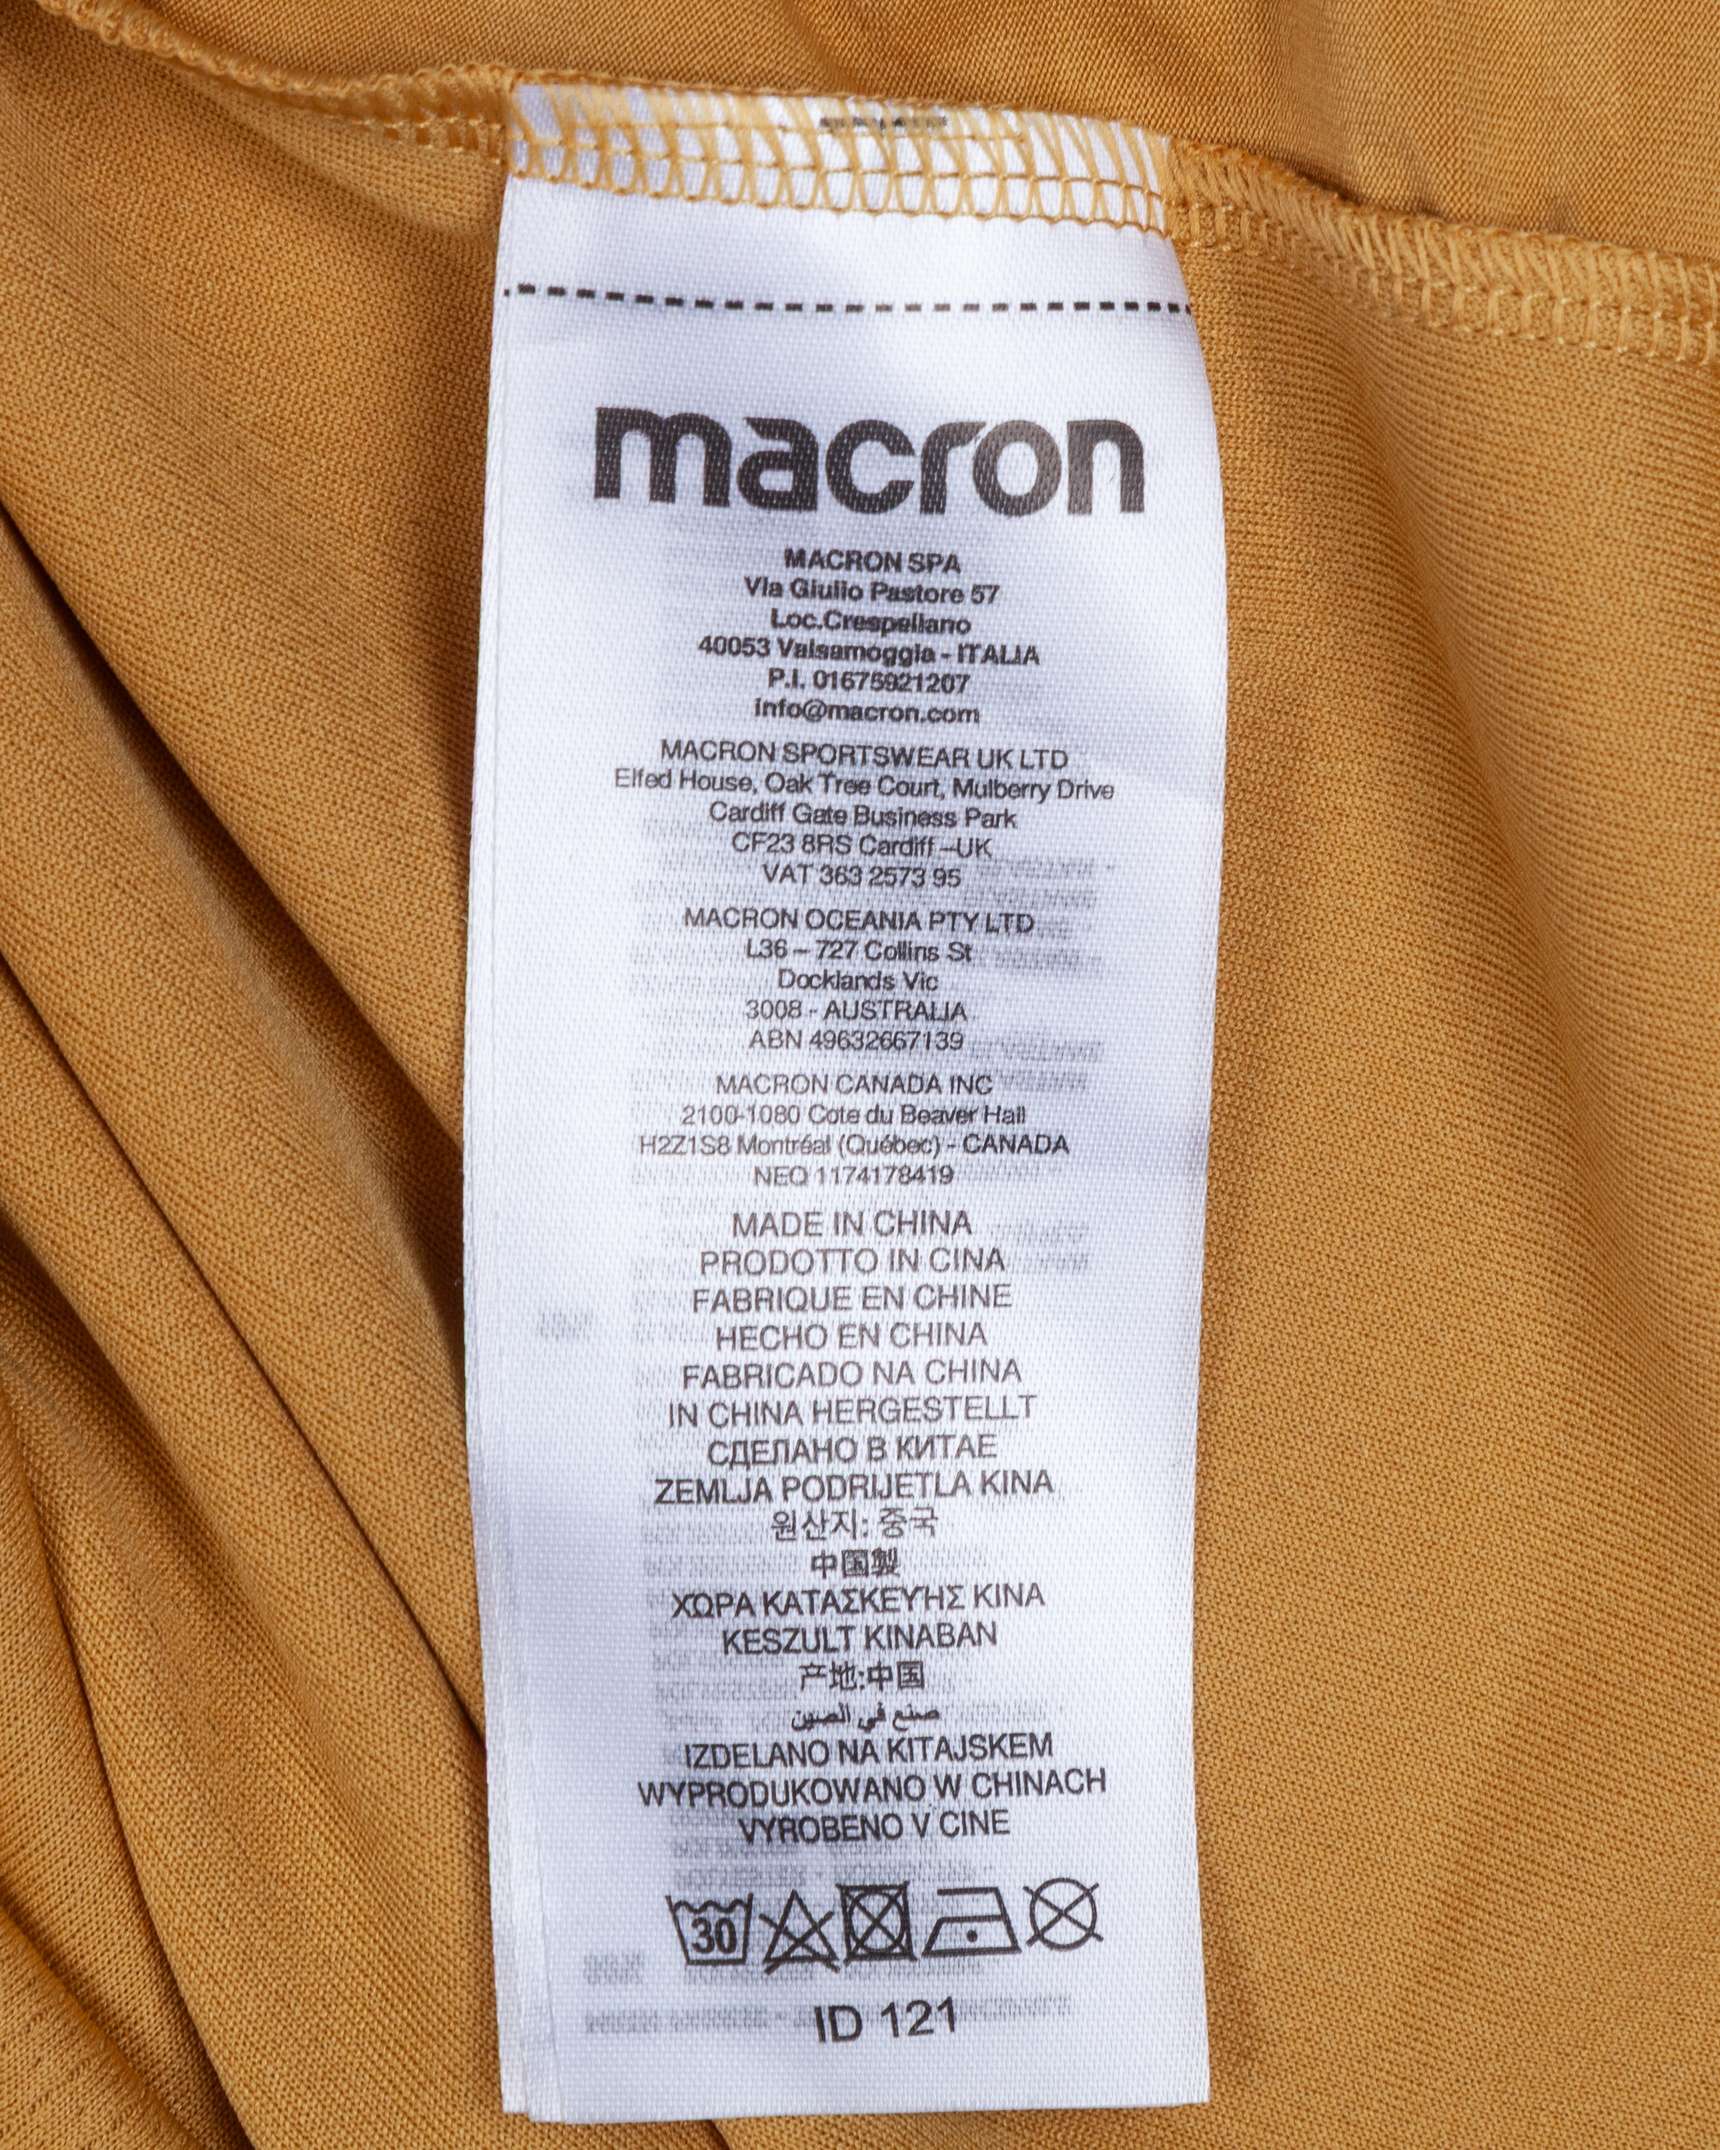 macron
MACRON SPA
Via Giulio Pastore 57
Loc.Crespellano
40053 Valsamoggia - ITALIA
P.I. 01675921207
info@macron.com
MACRON SPORTSWEAR UK LTD
Elfed House, Oak Tree Court, Mulberry Drive
Cardiff Gate Business Park
CF23 8RS Cardiff –UK
VAT 363 2573 95
MACRON OCEANIA PTY LTD
L36 – 727 Collins St
Docklands Vic
3008 - AUSTRALIA
ABN 49632667139
MACRON CANADA INC
2100-1080 Cote du Beaver Hall
H2Z1S8 Montréal (Québec) - CANADA
NEQ 1174178419
MADE IN CHINA
PRODOTTO IN CINA
FABRIQUE EN CHINE
HECHO EN CHINA
FABRICADO NA CHINA
IN CHINA HERGESTELLT
СДЕЛАНО В КИТАЕ
ZEMLJA PODRIJETLA KINA
원산지: 중국
中国製
ΧΩΡΑ ΚΑΤΑΣΚΕΥΉΣ ΚΙΝΑ
KESZULT KINABAN
产地:中国
صنع في الصين
IZDELANO NA KITAJSKEM
WYPRODUKOWANO W CHINACH
VYROBENO V CINE
30
ID 121